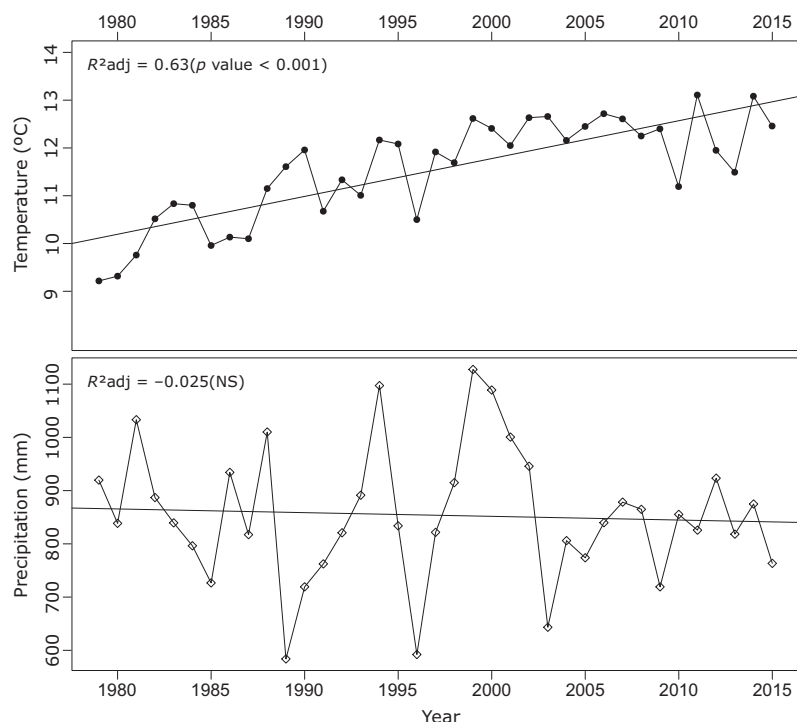 1980 1985 1990 1995 2000 2005 2010 2015
R²adj = 0.63(p value < 0.001)
Temperature (ºC)
14
13
12
11
10
9
R²adj = –0.025(NS)
Precipitation (mm)
1100
1000
900
800
700
600
1980 1985 1990 1995 2000 2005 2010 2015
Year